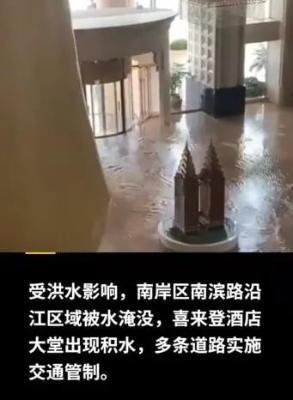 受洪水影响，南岸区南滨路沿
江区域被水淹没，喜来登酒店
大堂出现积水，多条道路实施
交通管制。